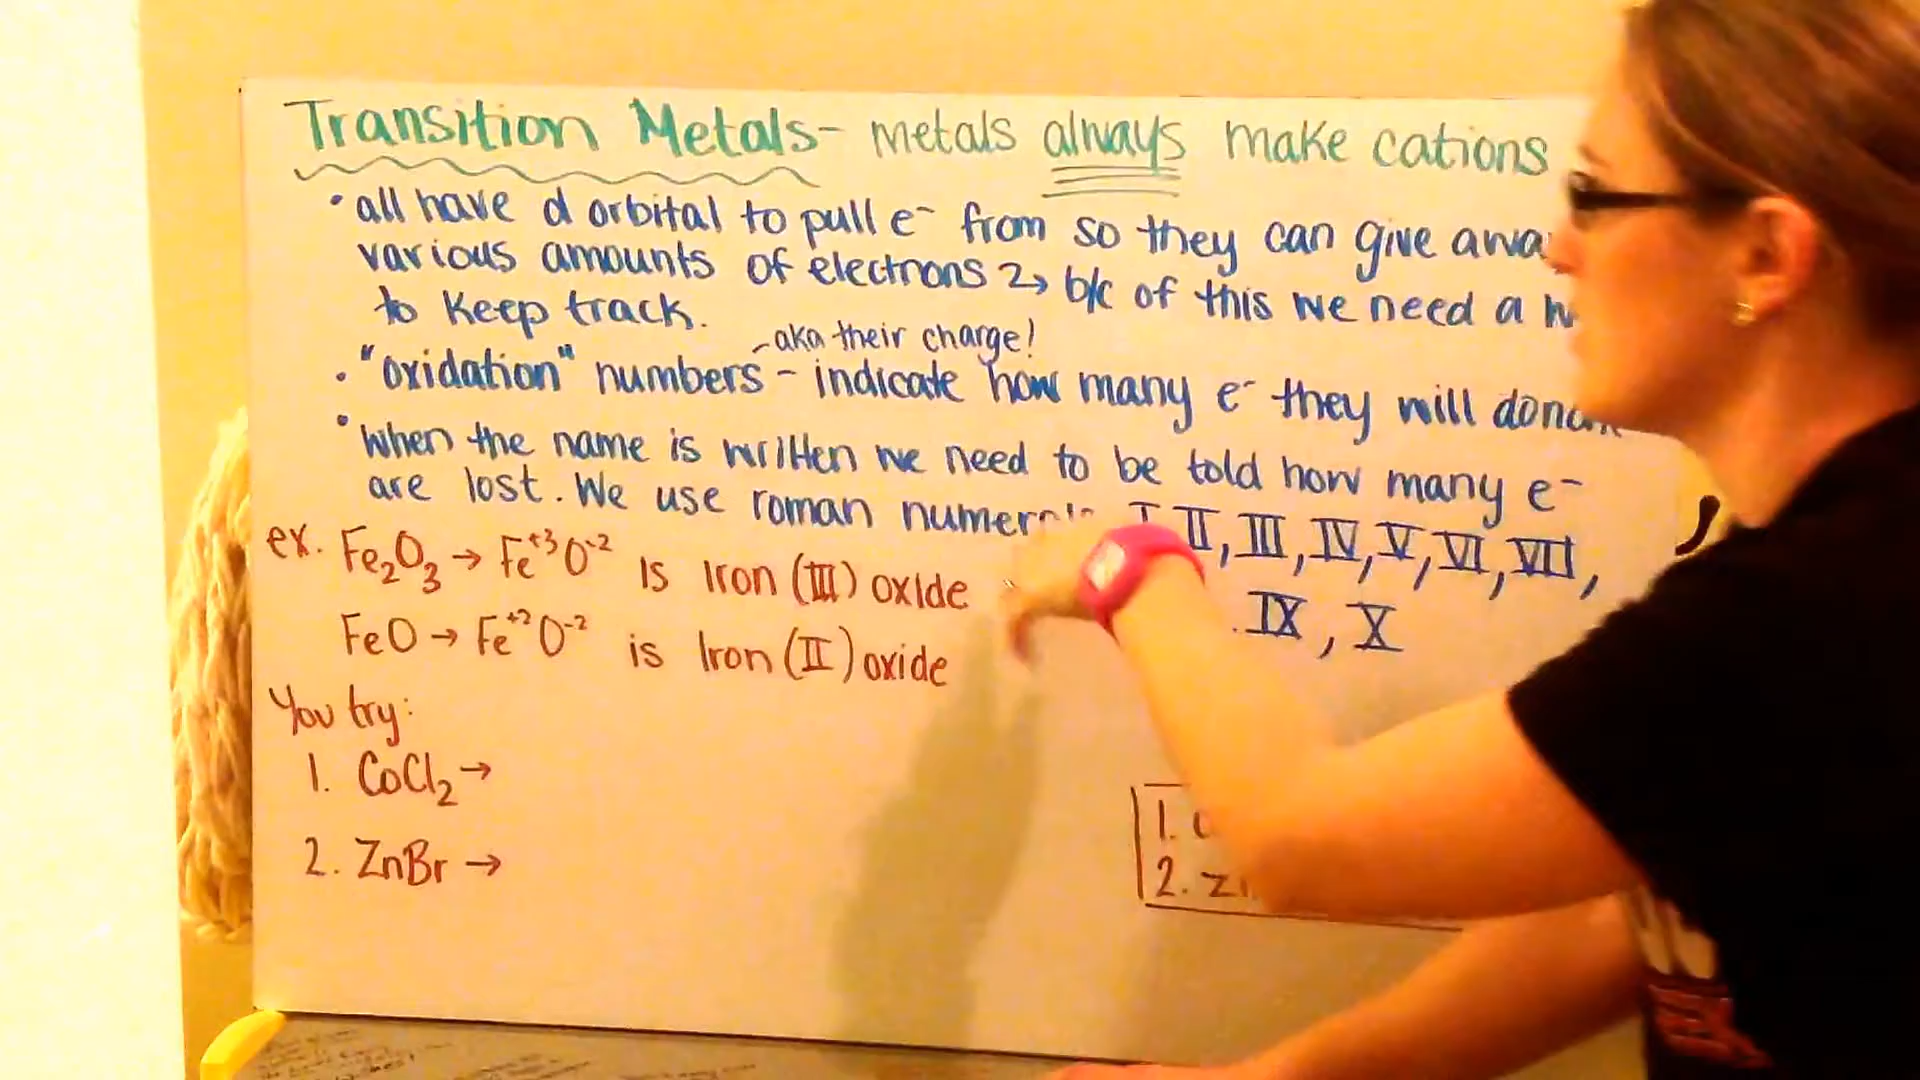 Transition Metals- metals always make cations
• all have d orbital to pull e⁻ from so they can give
various amounts of electrons → b/c of this we need a
to keep track.
-aka their charge!
• "oxidation" numbers - indicate how many e⁻ they will
• When the name is written we need to be told how many e⁻
are lost. We use roman I, II, III, IV, V, VI, VII,
IX, X
ex. Fe₂O₃ → Fe⁺³O⁻² is Iron (III) oxide
FeO → Fe⁺²O⁻² is Iron (II) oxide
You try:
1. CoCl₂ →
2. ZnBr →
1.
2.